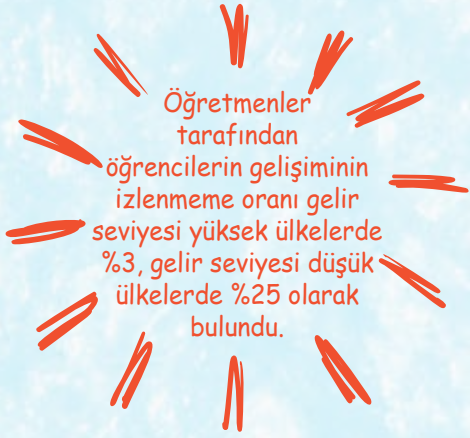 Öğretmenler
tarafından
öğrencilerin gelişiminin
izlenmeme oranı gelir
seviyesi yüksek ülkelerde
%3, gelir seviyesi düşük
ülkelerde %25 olarak
bulundu.